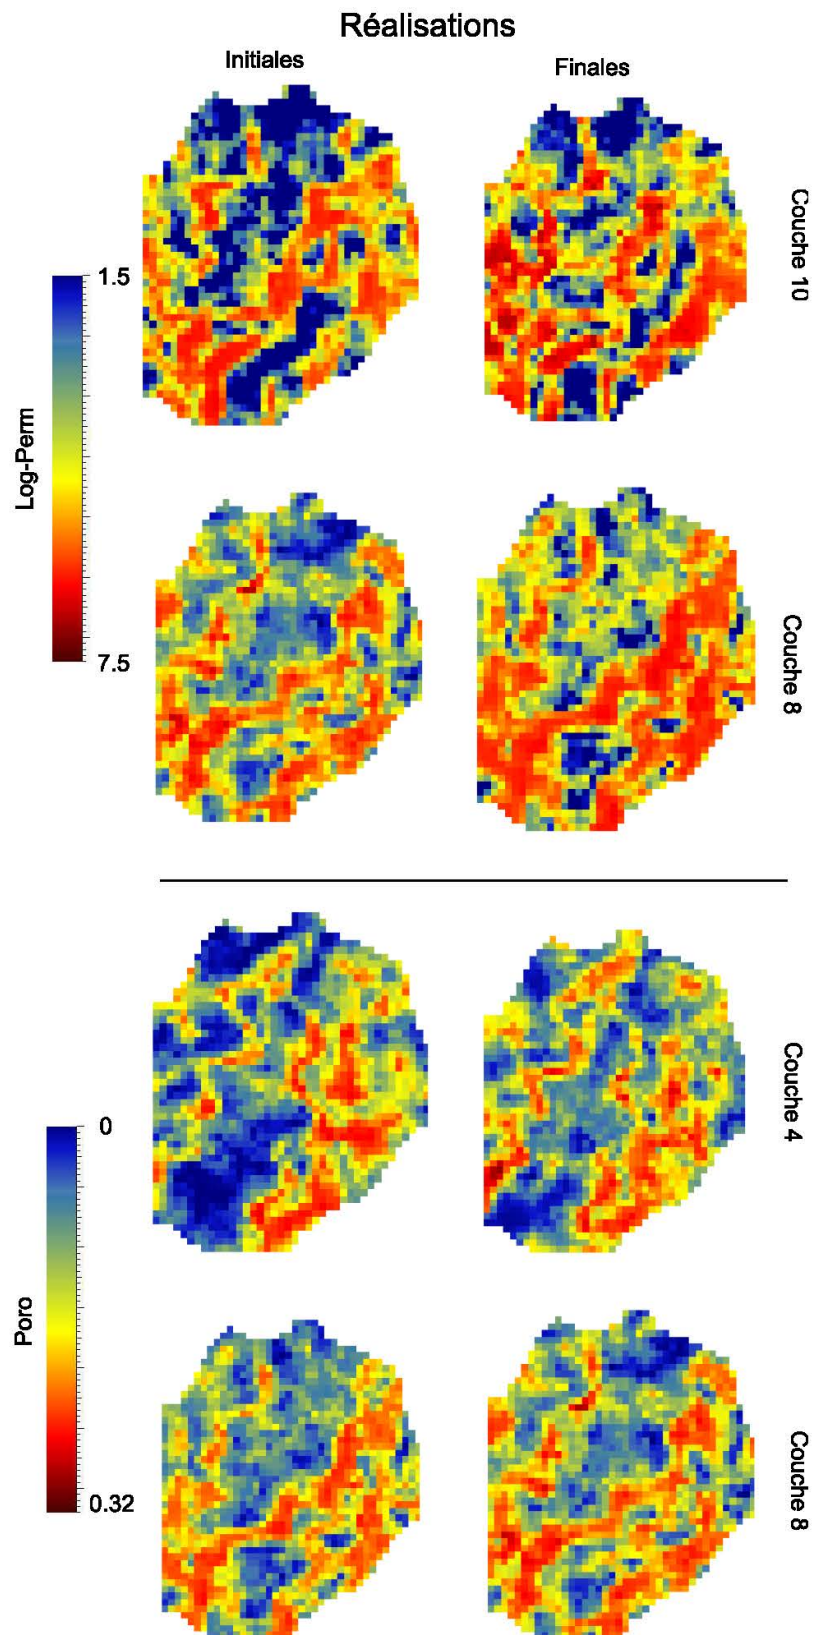 Réalisations
Initiales
Finales
Couche 10
1.5
Log-Perm
7.5
Couche 8
Couche 4
0
Poro
0.32
Couche 8